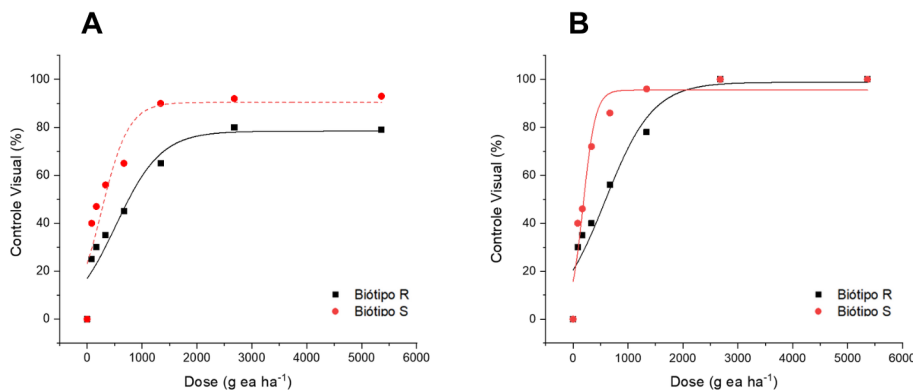 A
Controle Visual (%)
100
80
60
40
20
0
Biótipo R
Biótipo S
0 1000 2000 3000 4000 5000 6000
Dose (g ea ha⁻¹)
B
Controle Visual (%)
100
80
60
40
20
0
Biótipo R
Biótipo S
0 1000 2000 3000 4000 5000 6000
Dose (g ea ha⁻¹)